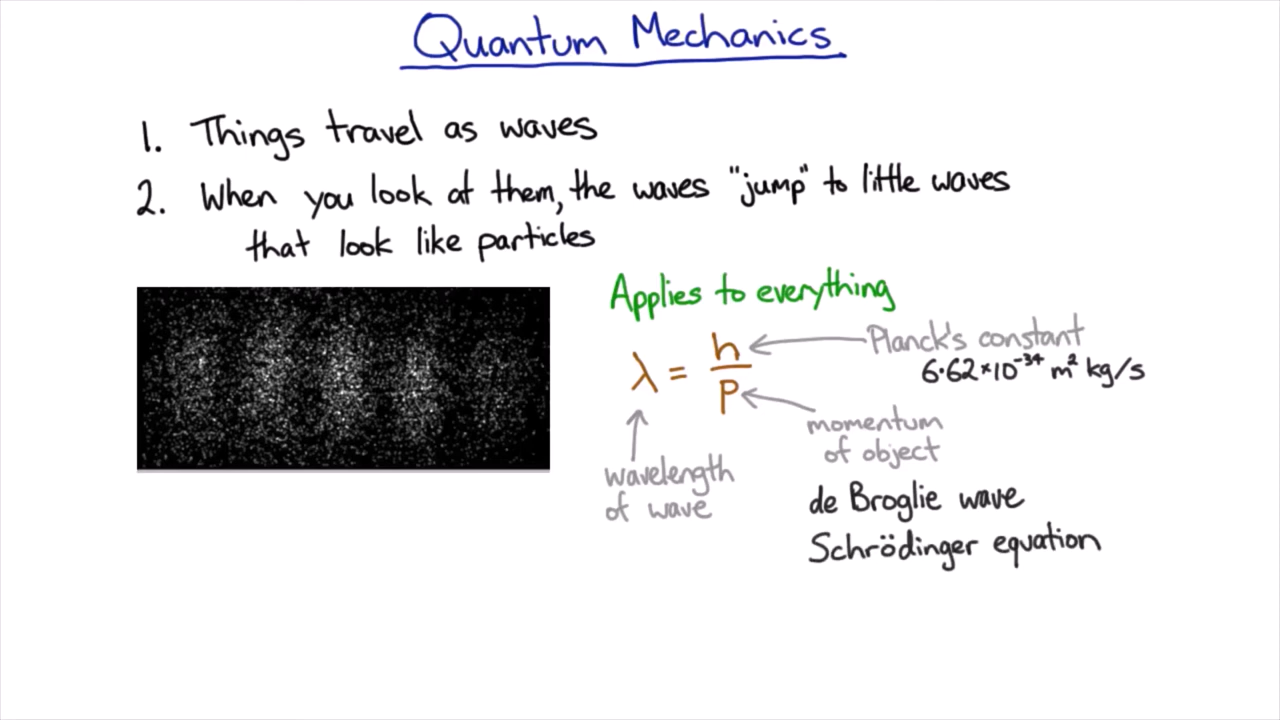 Quantum Mechanics
1. Things travel as waves
2. When you look at them, the waves "jump" to little waves
that look like particles
Applies to everything
λ = h/p
Planck's constant
6.62×10⁻³⁴ m² kg/s
momentum
of object
wavelength
of wave
de Broglie wave
Schrödinger equation